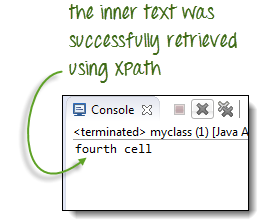 the inner text was
successfully retrieved
using XPath
Console
<terminated> myclass (1) [Java A
fourth cell